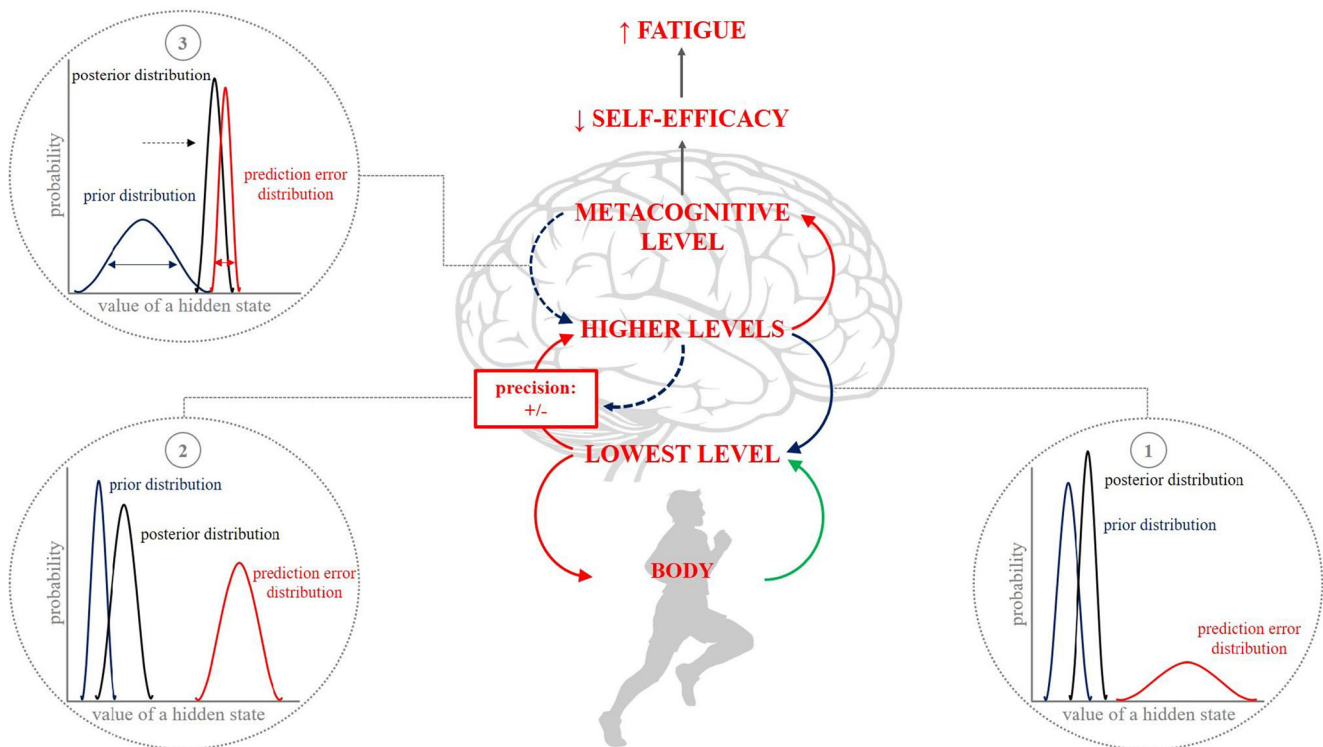 ↑ FATIGUE
↓ SELF-EFFICACY
METACOGNITIVE
LEVEL
HIGHER LEVELS
precision:
+/-
LOWEST LEVEL
BODY
3
posterior distribution
prior distribution
prediction error
distribution
probability
value of a hidden state
2
prior distribution
posterior distribution
prediction error
distribution
probability
value of a hidden state
1
posterior distribution
prior distribution
prediction error
distribution
probability
value of a hidden state